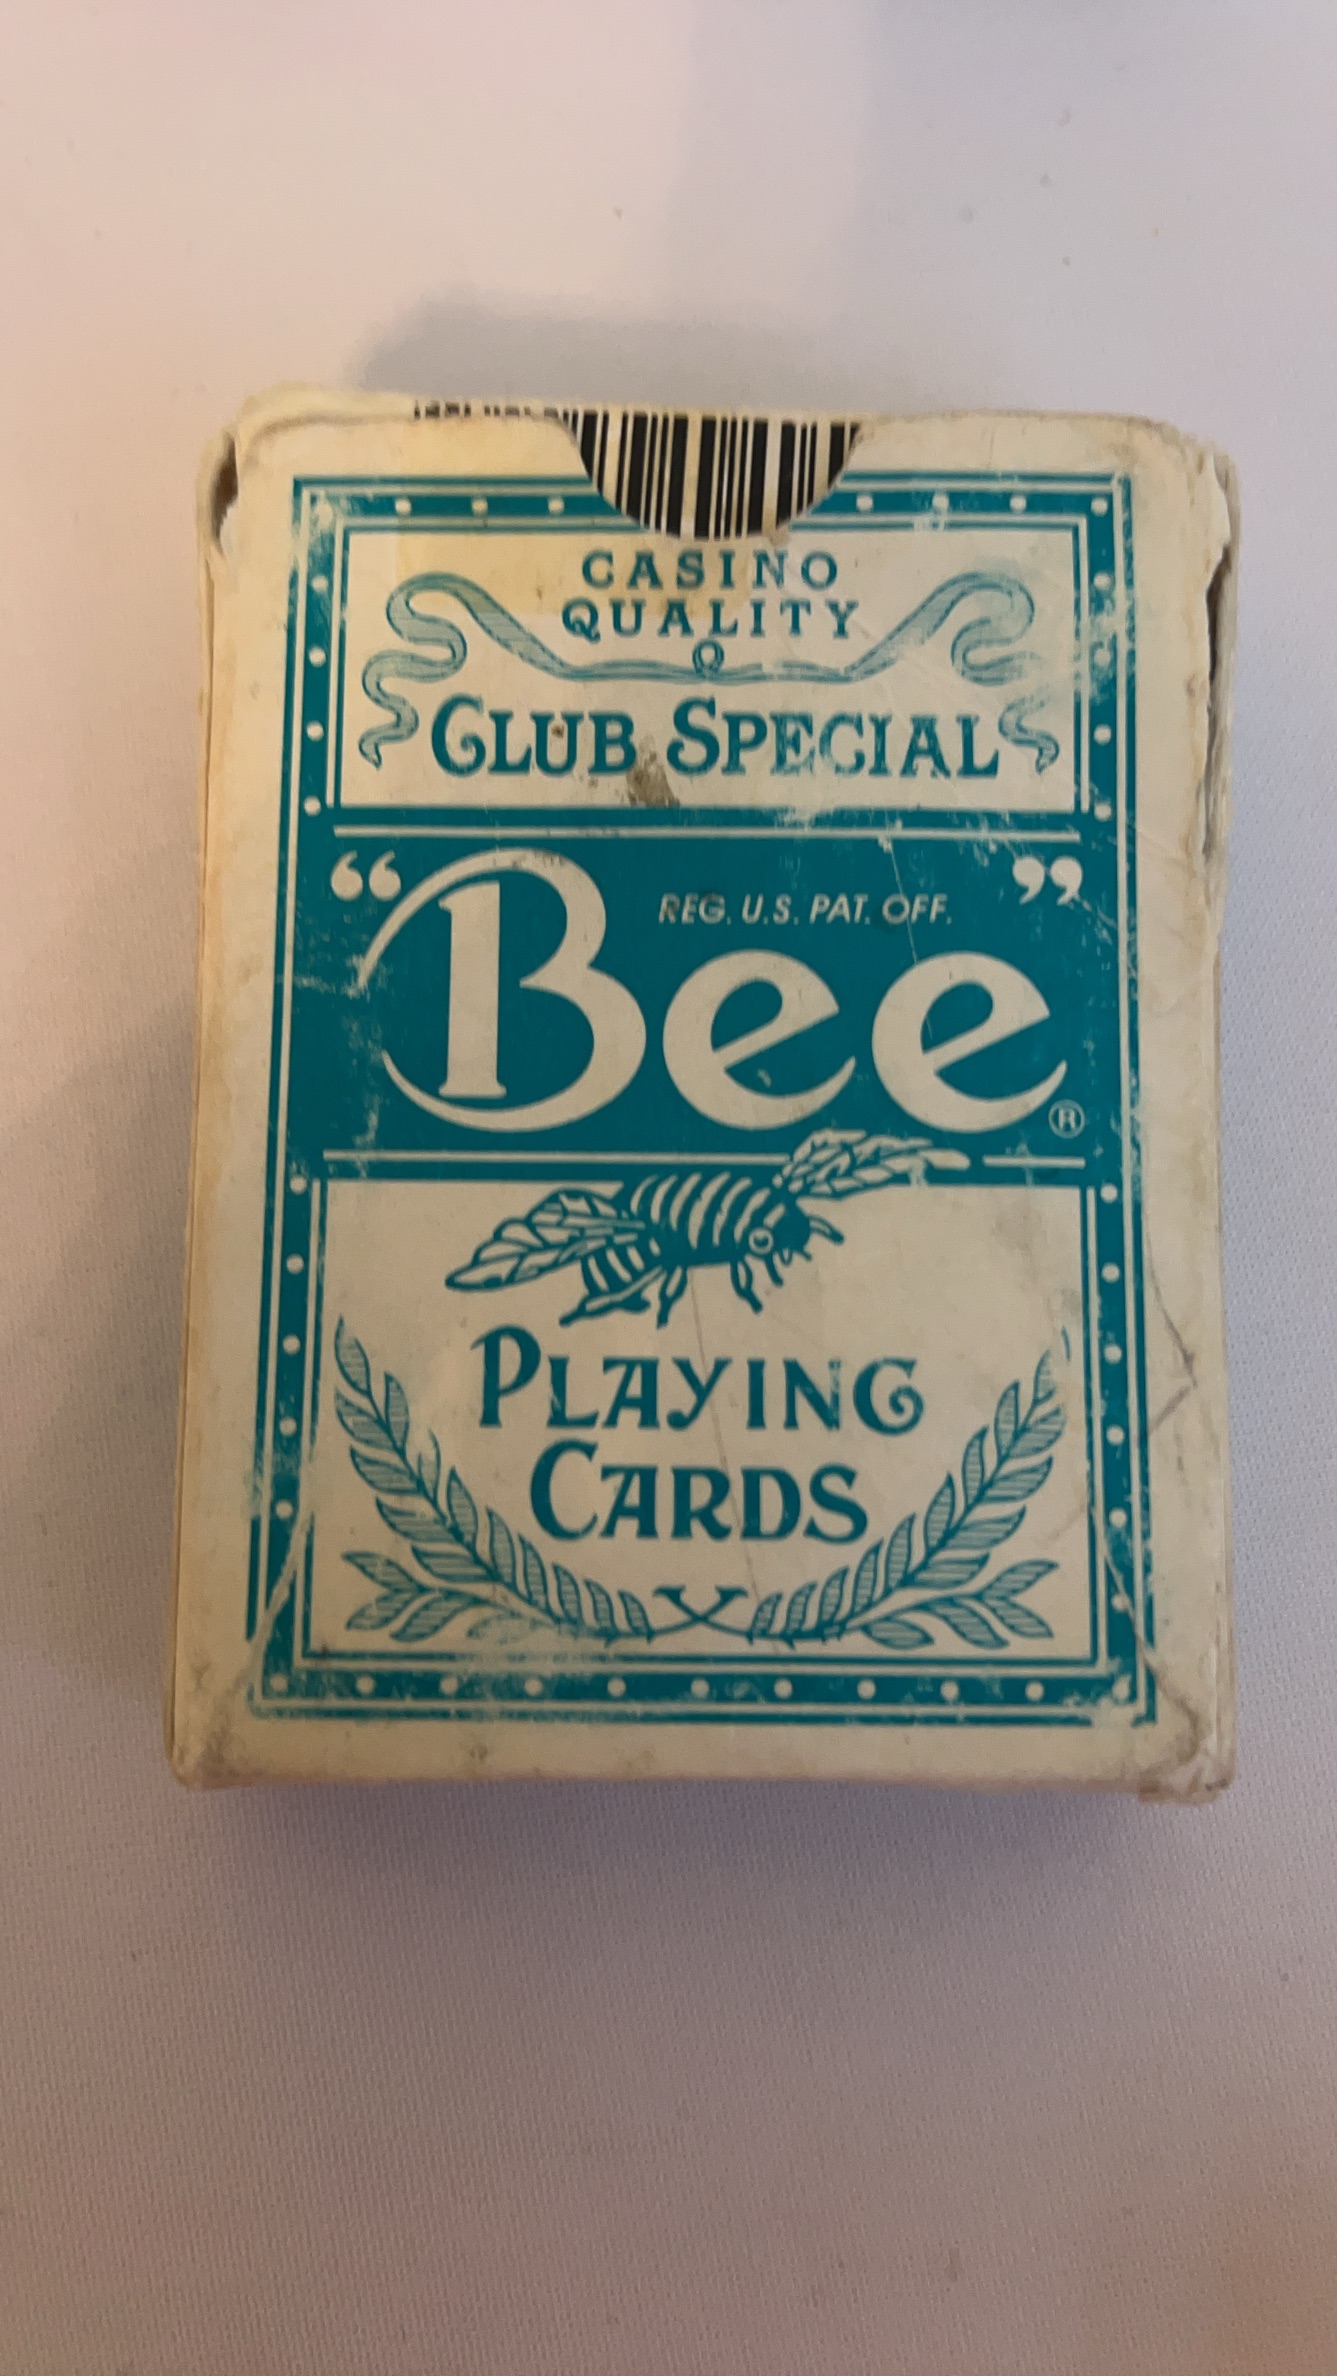 CASINO
QUALITY
CLUB SPECIAL
“Bee”®
REG. U.S. PAT. OFF.
PLAYING
CARDS